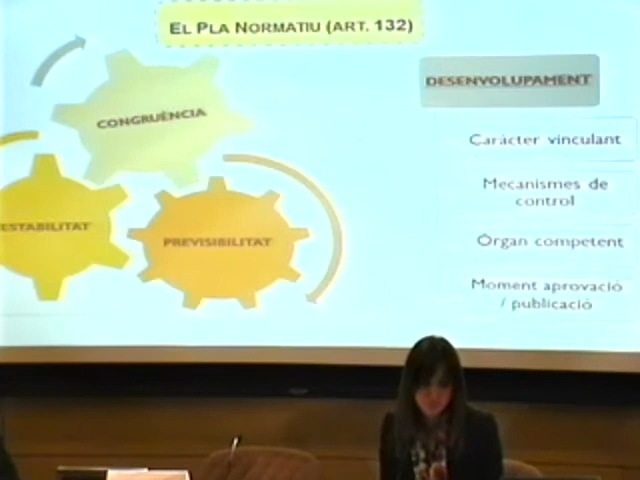 EL PLA NORMATIU (ART. 132)
CONGRUÈNCIA
ESTABILITAT
PREVISIBILITAT
DESENVOLUPAMENT
Caràcter vinculant
Mecanismes de
control
Òrgan competent
Moment aprovació
/ publicació